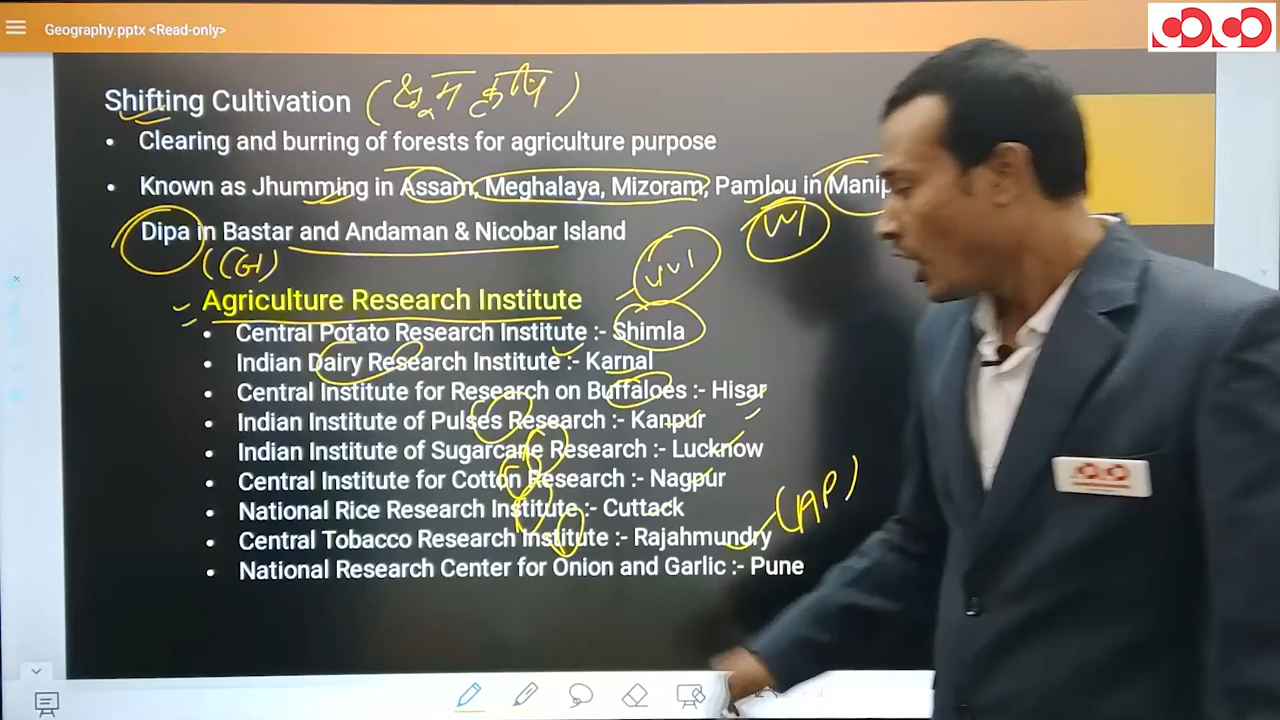 Geography.pptx <Read-only>
Shifting Cultivation (झूम कृषि)
• Clearing and burring of forests for agriculture purpose
• Known as Jhumming in Assam, Meghalaya, Mizoram, Pamlou in Manip
Dipa in Bastar and Andaman & Nicobar Island
(CG)
VVI
VVI
Agriculture Research Institute
• Central Potato Research Institute :- Shimla
• Indian Dairy Research Institute :- Karnal
• Central Institute for Research on Buffaloes :- Hisar
• Indian Institute of Pulses Research :- Kanpur
• Indian Institute of Sugarcane Research :- Lucknow
• Central Institute for Cotton Research :- Nagpur
• National Rice Research Institute :- Cuttack
• Central Tobacco Research Institute :- Rajahmundry (AP)
• National Research Center for Onion and Garlic :- Pune